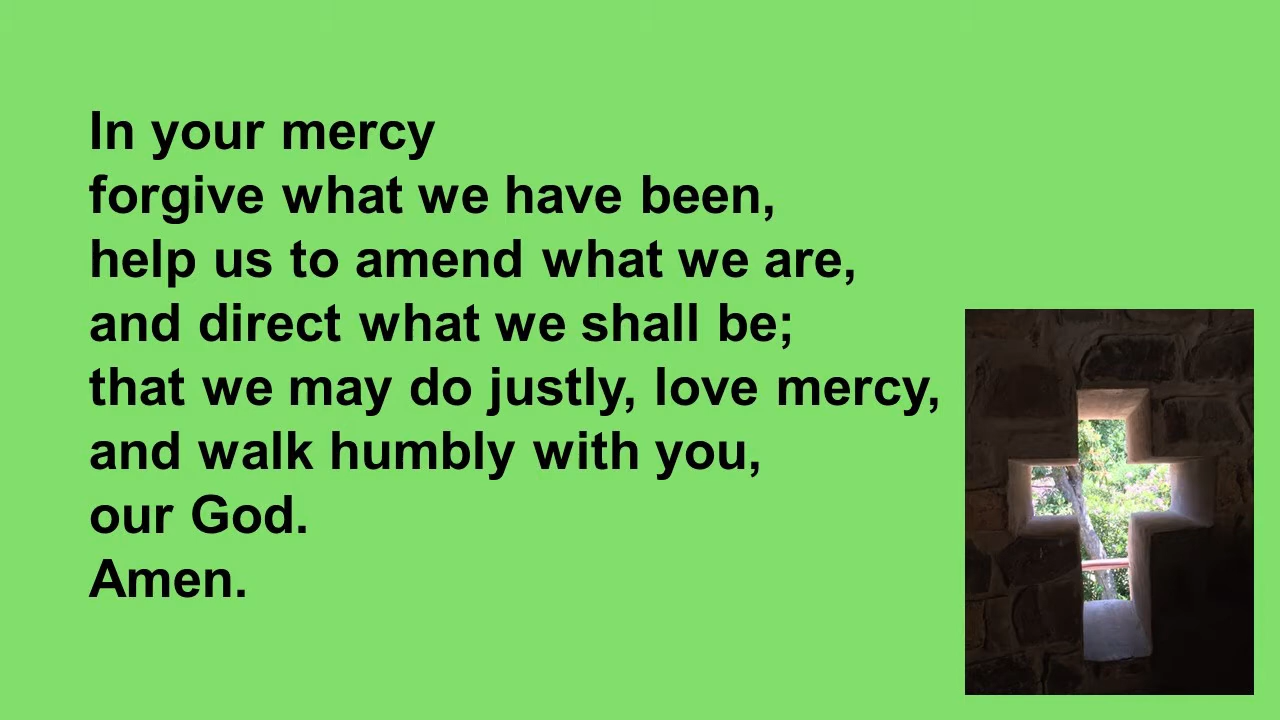 In your mercy
forgive what we have been,
help us to amend what we are,
and direct what we shall be;
that we may do justly, love mercy,
and walk humbly with you,
our God.
Amen.